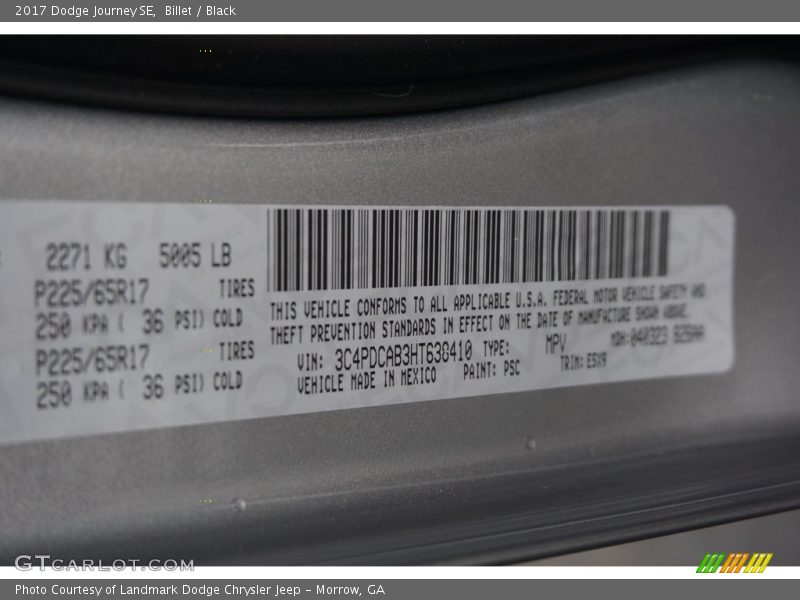 2017 Dodge Journey SE, Billet / Black
2271 KG 5005 LB
P225/65R17 TIRES
250 KPA ( 36 PSI) COLD
P225/65R17 TIRES
250 KPA ( 36 PSI) COLD
THIS VEHICLE CONFORMS TO ALL APPLICABLE U.S.A. FEDERAL MOTOR VEHICLE SAFETY AND
THEFT PREVENTION STANDARDS IN EFFECT ON THE DATE OF MANUFACTURE SHOWN ABOVE.
VIN: 3C4PDCAB3HT638410 TYPE: MPV MDH: 040323
VEHICLE MADE IN MEXICO PAINT: PSC TRIM:
GTCARLOT.COM
Photo Courtesy of Landmark Dodge Chrysler Jeep – Morrow, GA